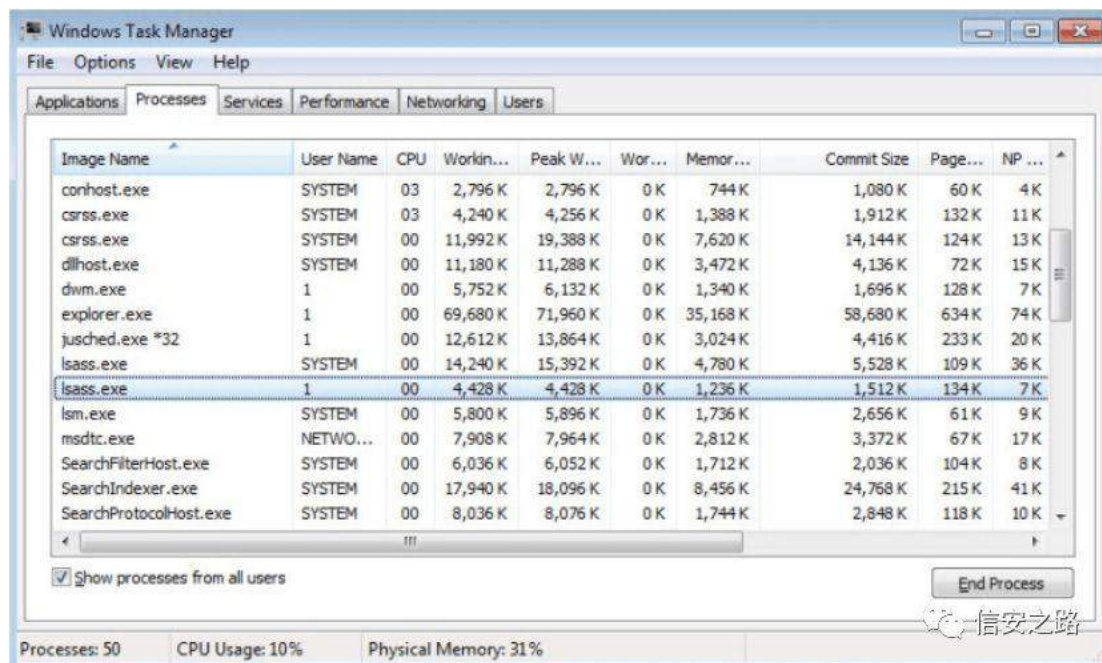 Windows Task Manager
File Options View Help
Applications Processes Services Performance Networking Users
Image Name User Name CPU Workin... Peak W... Wor... Memor... Commit Size Page... NP ...
conhost.exe SYSTEM 03 2,796 K 2,796 K 0 K 744 K 1,080 K 60 K 4 K
csrss.exe SYSTEM 03 4,240 K 4,256 K 0 K 1,388 K 1,912 K 132 K 11 K
csrss.exe SYSTEM 00 11,992 K 19,388 K 0 K 7,620 K 14,144 K 124 K 13 K
dllhost.exe SYSTEM 00 11,180 K 11,288 K 0 K 3,472 K 4,136 K 72 K 15 K
dwm.exe 1 00 5,752 K 6,132 K 0 K 1,340 K 1,696 K 128 K 7 K
explorer.exe 1 00 69,680 K 71,960 K 0 K 35,168 K 58,680 K 634 K 74 K
jusched.exe *32 1 00 12,612 K 13,864 K 0 K 3,024 K 4,416 K 233 K 20 K
lsass.exe SYSTEM 00 14,240 K 15,392 K 0 K 4,780 K 5,528 K 109 K 36 K
lsass.exe 1 00 4,428 K 4,428 K 0 K 1,236 K 1,512 K 134 K 7 K
lsm.exe SYSTEM 00 5,800 K 5,896 K 0 K 1,736 K 2,656 K 61 K 9 K
msdtc.exe NETWO... 00 7,908 K 7,964 K 0 K 2,812 K 3,372 K 67 K 17 K
SearchFilterHost.exe SYSTEM 00 6,036 K 6,052 K 0 K 1,712 K 2,036 K 104 K 8 K
SearchIndexer.exe SYSTEM 00 17,940 K 18,096 K 0 K 8,456 K 24,768 K 215 K 41 K
SearchProtocolHost.exe SYSTEM 00 8,036 K 8,076 K 0 K 1,744 K 2,848 K 118 K 10 K
Show processes from all users
End Process
信安之路
Processes: 50 CPU Usage: 10% Physical Memory: 31%